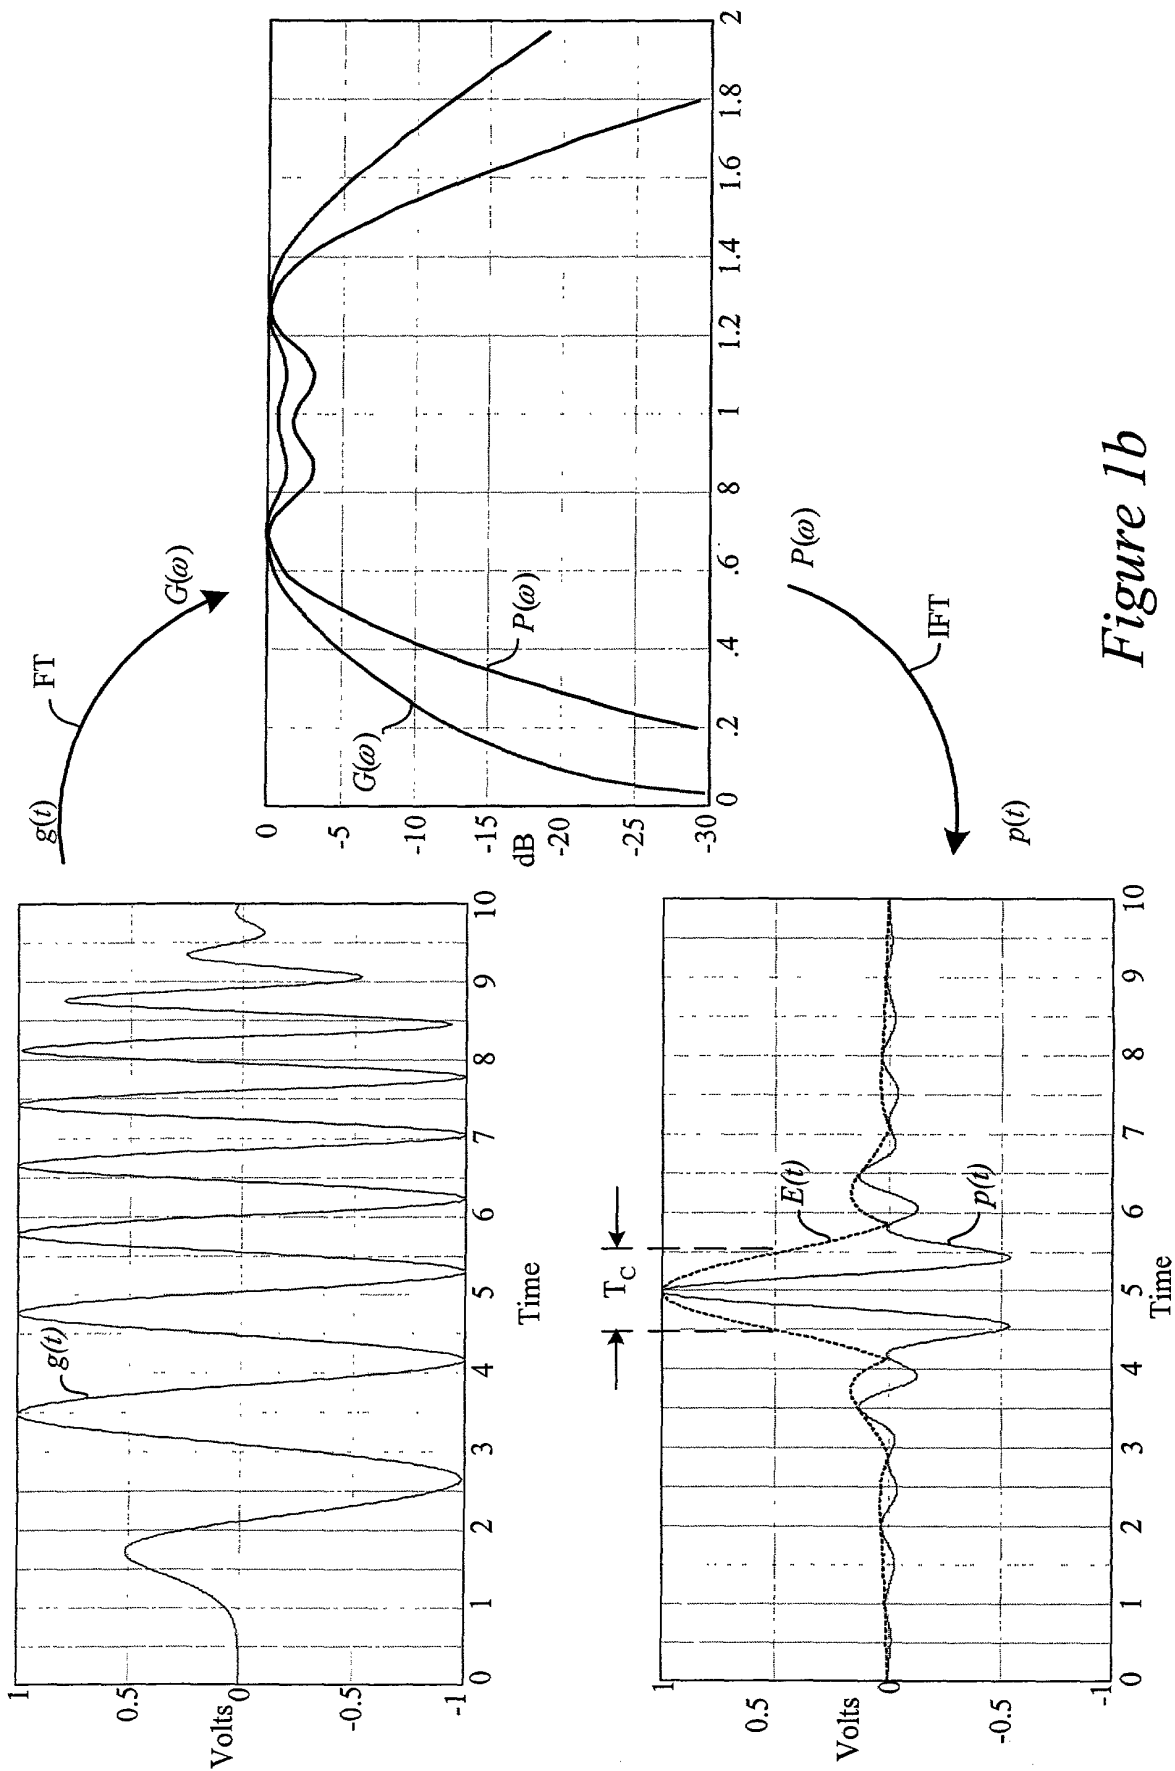 g(t)
FT
G(ω)
1
0.5
Volts 0
-0.5
-1
0 1 2 3 4 5 6 7 8 9 10
Time
g(t)
0
-5
-10
-15
dB
-20
-25
-30
0 .2 .4 .6 .8 1 1.2 1.4 1.6 1.8 2
G(ω)
P(ω)
P(ω)
IFT
p(t)
1
0.5
Volts 0
-0.5
-1
0 1 2 3 4 5 6 7 8 9 10
Time
TC
E(t)
p(t)
Figure 1b